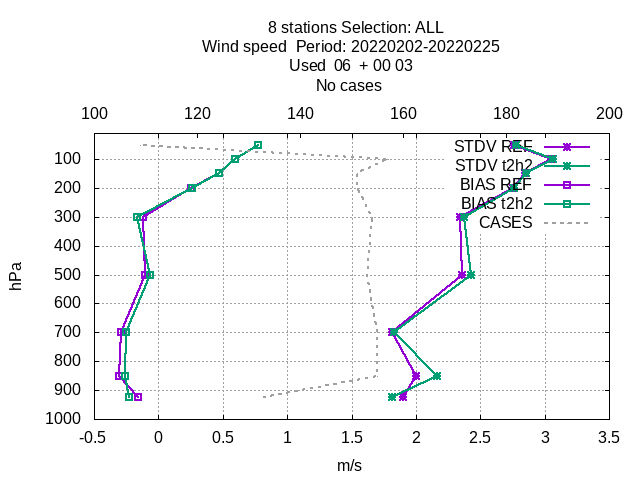 8 stations Selection: ALL
Wind speed  Period: 20220202-20220225
Used  06  + 00 03
No cases
100 120 140 160 180 200
STDV REF
STDV t2h2
BIAS REF
BIAS t2h2
CASES
100
200
300
400
500
600
700
800
900
1000
hPa
-0.5 0 0.5 1 1.5 2 2.5 3 3.5
m/s